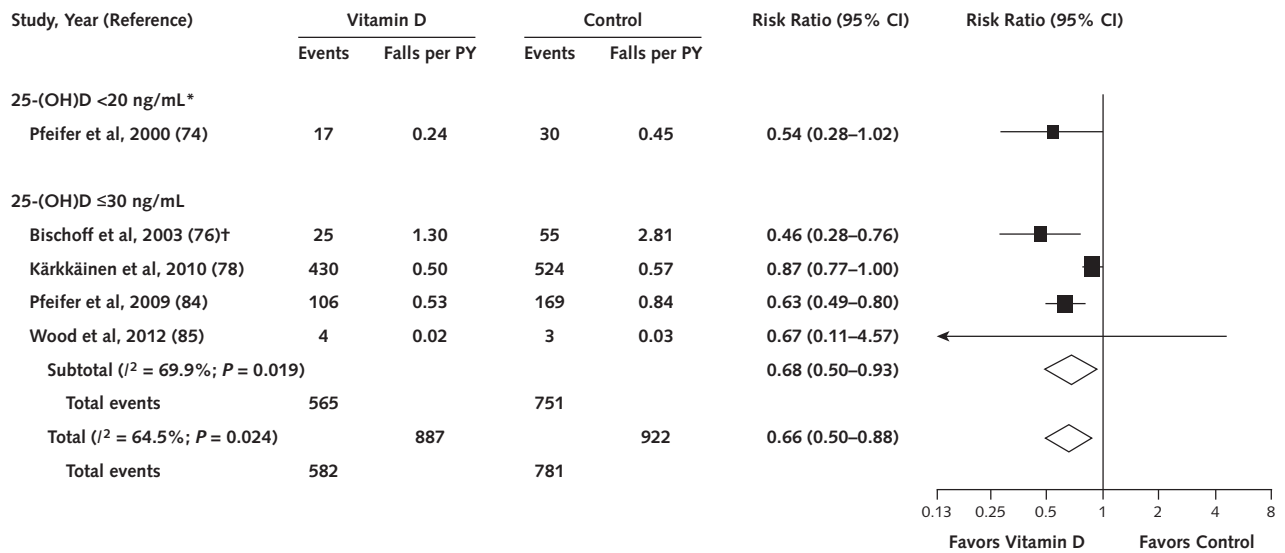 Study, Year (Reference) Vitamin D Control Risk Ratio (95% CI) Risk Ratio (95% CI)
Events Falls per PY Events Falls per PY
25-(OH)D <20 ng/mL*
Pfeifer et al, 2000 (74) 17 0.24 30 0.45 0.54 (0.28–1.02)
25-(OH)D ≤30 ng/mL
Bischoff et al, 2003 (76)† 25 1.30 55 2.81 0.46 (0.28–0.76)
Kärkkäinen et al, 2010 (78) 430 0.50 524 0.57 0.87 (0.77–1.00)
Pfeifer et al, 2009 (84) 106 0.53 169 0.84 0.63 (0.49–0.80)
Wood et al, 2012 (85) 4 0.02 3 0.03 0.67 (0.11–4.57)
Subtotal (I² = 69.9%; P = 0.019) 0.68 (0.50–0.93)
Total events 565 751
Total (I² = 64.5%; P = 0.024) 887 922 0.66 (0.50–0.88)
Total events 582 781
0.13 0.25 0.5 1 2 4 8
Favors Vitamin D Favors Control